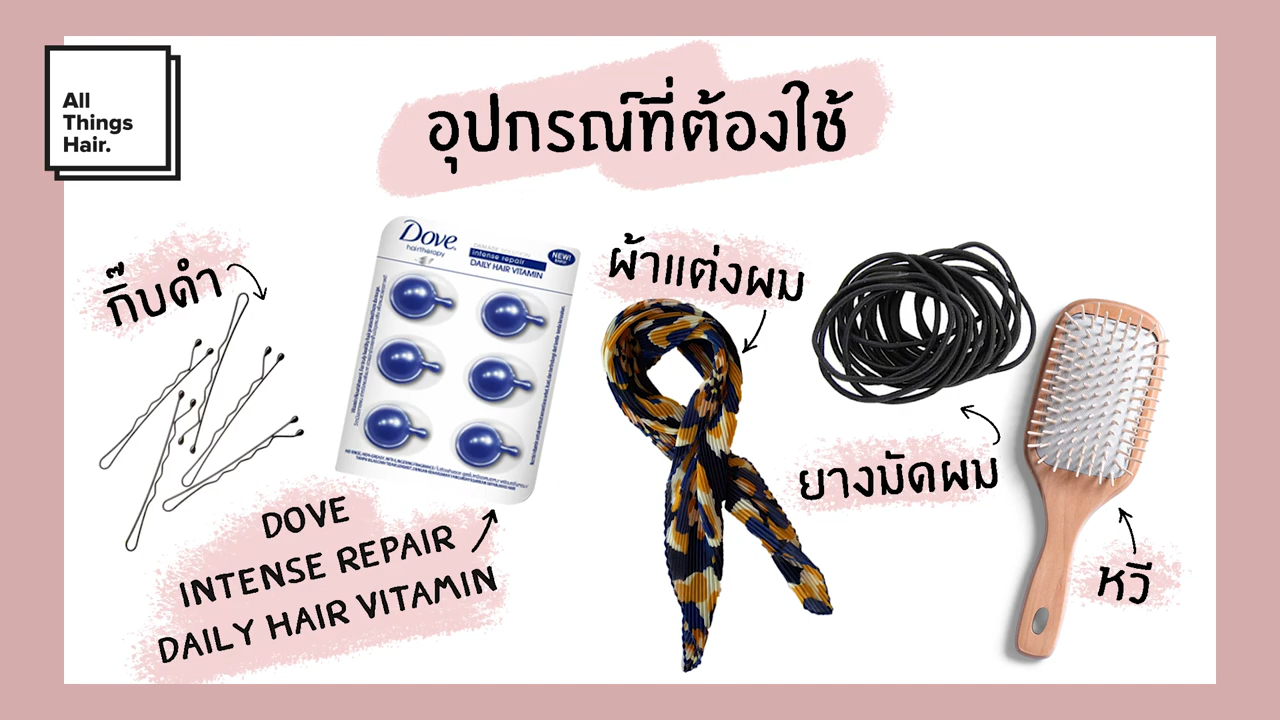 All
Things
Hair.
อุปกรณ์ที่ต้องใช้
กิ๊บดำ
Dove
hairtherapy
intense repair
DAILY HAIR VITAMIN
NEW!
DOVE
INTENSE REPAIR
DAILY HAIR VITAMIN
ผ้าแต่งผม
ยางมัดผม
หวี